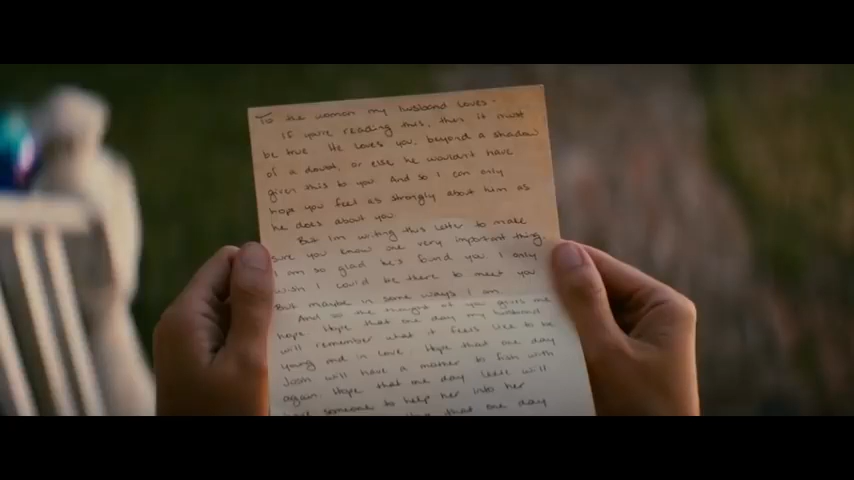 To the woman my husband loves-
If you're reading this, then it must
be true. He loves you, beyond a shadow
of a doubt, or else he wouldn't have
given this to you. And so I can only
hope you feel as strongly about him as
he does about you.
But I'm writing this letter to make
sure you know one very important thing
I am so glad he's found you. I only
wish I could be there to meet you
But maybe in some ways I am.
And so the thought of you gives me
hope. Hope that one day my husband
will remember what it feels like to be
young and in love. Hope that one day
Josh will have a mother to fish with
again. Hope that one day Lexie will
have someone to help her into her
that one day